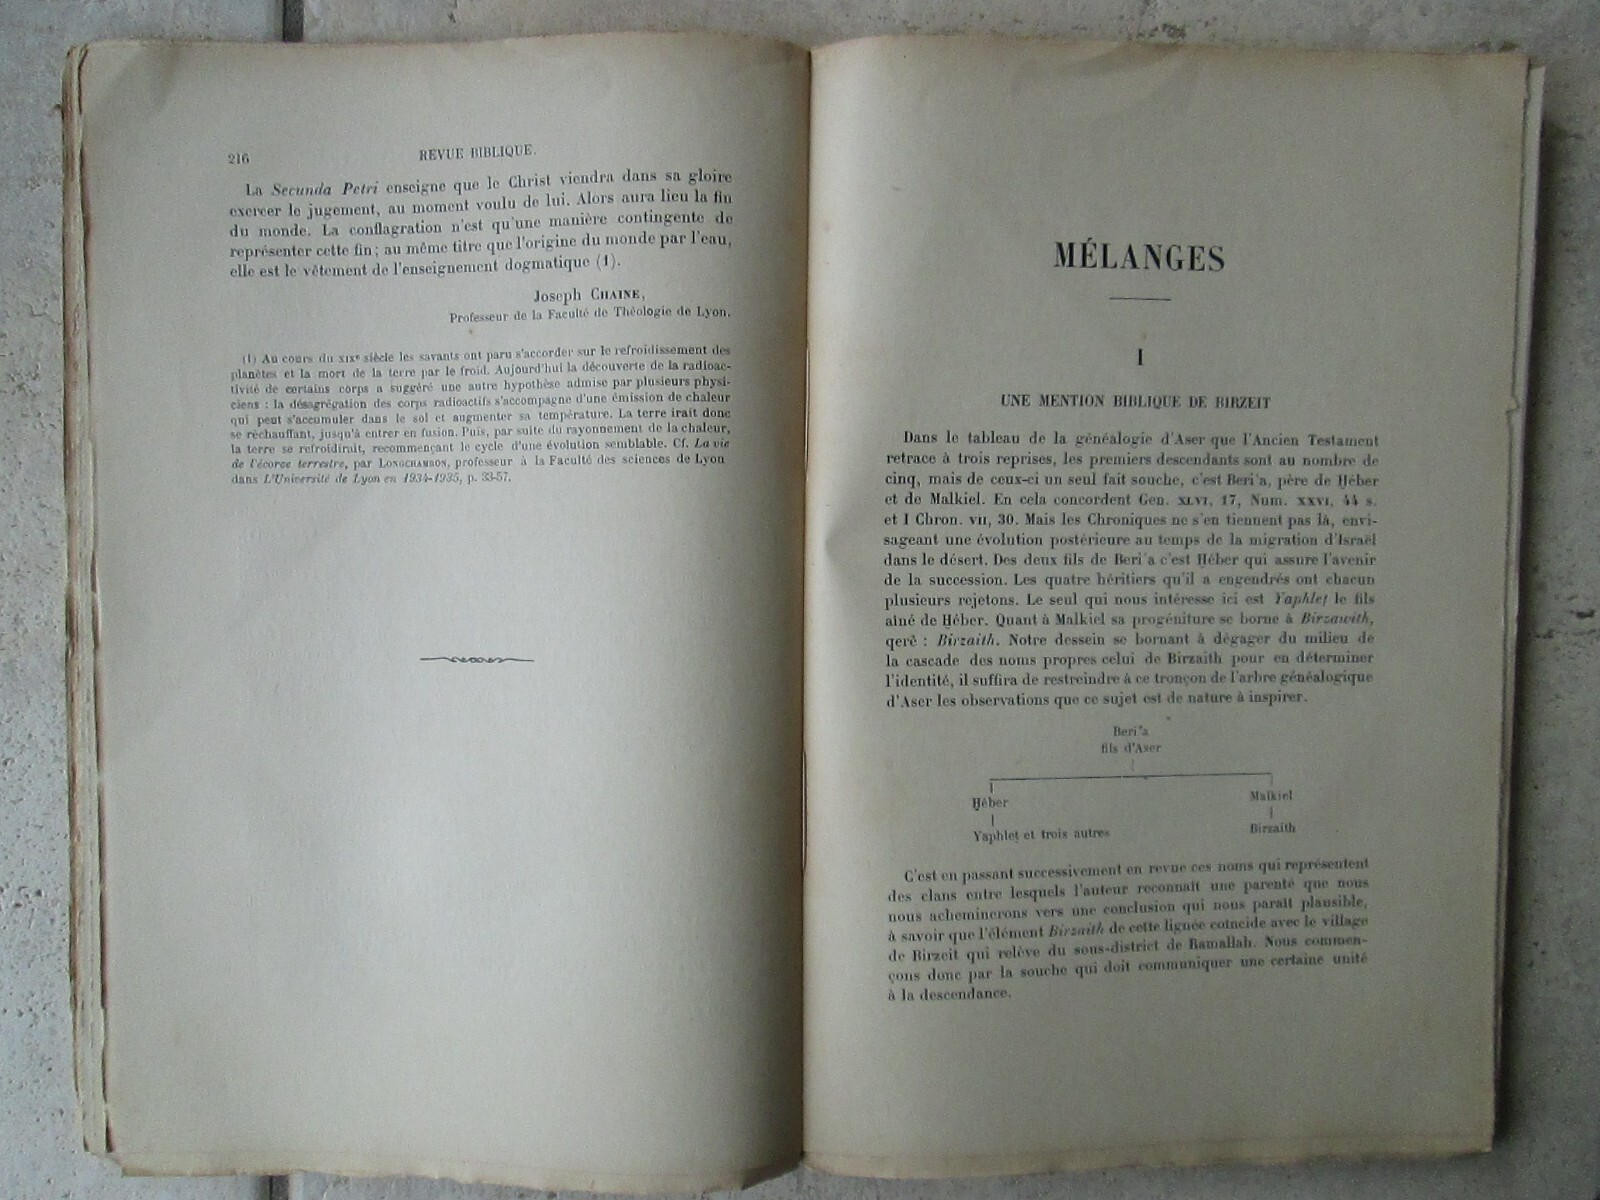 216
REVUE BIBLIQUE.
La Secunda Petri enseigne que le Christ viendra dans sa gloire
exercer le jugement, au moment voulu de lui. Alors aura lieu la fin
du monde. La conflagration n'est qu'une manière contingente de
représenter cette fin ; au même titre que l'origine du monde par l'eau,
elle est le vêtement de l'enseignement dogmatique (1).
Joseph CHAINE,
Professeur de la Faculté de Théologie de Lyon.
(1) Au cours du XIXe siècle les savants ont paru s'accorder sur le refroidissement des
planètes et la mort de la terre par le froid. Aujourd'hui la découverte de la radioac-
tivité de certains corps a suggéré une autre hypothèse admise par plusieurs physi-
ciens : la désagrégation des corps radioactifs s'accompagne d'une émission de chaleur
qui peut s'accumuler dans le sol et augmenter sa température. La terre irait donc
se réchauffant, jusqu'à entrer en fusion. Puis, par suite du rayonnement de la chaleur,
la terre se refroidirait, recommençant le cycle d'une évolution semblable. Cf. La vie
de l'écorce terrestre, par LONGCHAMBON, professeur à la Faculté des sciences de Lyon
dans L'Université de Lyon en 1934-1935, p. 33-57.
MÉLANGES
I
UNE MENTION BIBLIQUE DE BIRZEIT
Dans le tableau de la généalogie d'Aser que l'Ancien Testament
retrace à trois reprises, les premiers descendants sont au nombre de
cinq, mais de ceux-ci un seul fait souche, c'est Beri'a, père de Ḥéber
et de Malkiel. En cela concordent Gen. XLVI, 17, Num. XXVI, 44 s.
et I Chron. VII, 30. Mais les Chroniques ne s'en tiennent pas là, envi-
sageant une évolution postérieure au temps de la migration d'Israël
dans le désert. Des deux fils de Beri'a c'est Ḥéber qui assure l'avenir
de la succession. Les quatre héritiers qu'il a engendrés ont chacun
plusieurs rejetons. Le seul qui nous intéresse ici est Yaphleṭ le fils
aîné de Ḥéber. Quant à Malkiel sa progéniture se borne à Birzawith,
qerê : Birzaith. Notre dessein se bornant à dégager du milieu de
la cascade des noms propres celui de Birzaith pour en déterminer
l'identité, il suffira de restreindre à ce tronçon de l'arbre généalogique
d'Aser les observations que ce sujet est de nature à inspirer.
Beri'a
fils d'Aser
Ḥéber
Malkiel
Yaphleṭ et trois autres
Birzaith
C'est en passant successivement en revue ces noms qui représentent
des clans entre lesquels l'auteur reconnaît une parenté que nous
nous acheminerons vers une conclusion qui nous paraît plausible,
à savoir que l'élément Birzaith de cette lignée coïncide avec le village
de Birzeit qui relève du sous-district de Ramallah. Nous commen-
çons donc par la souche qui doit communiquer une certaine unité
à la descendance.